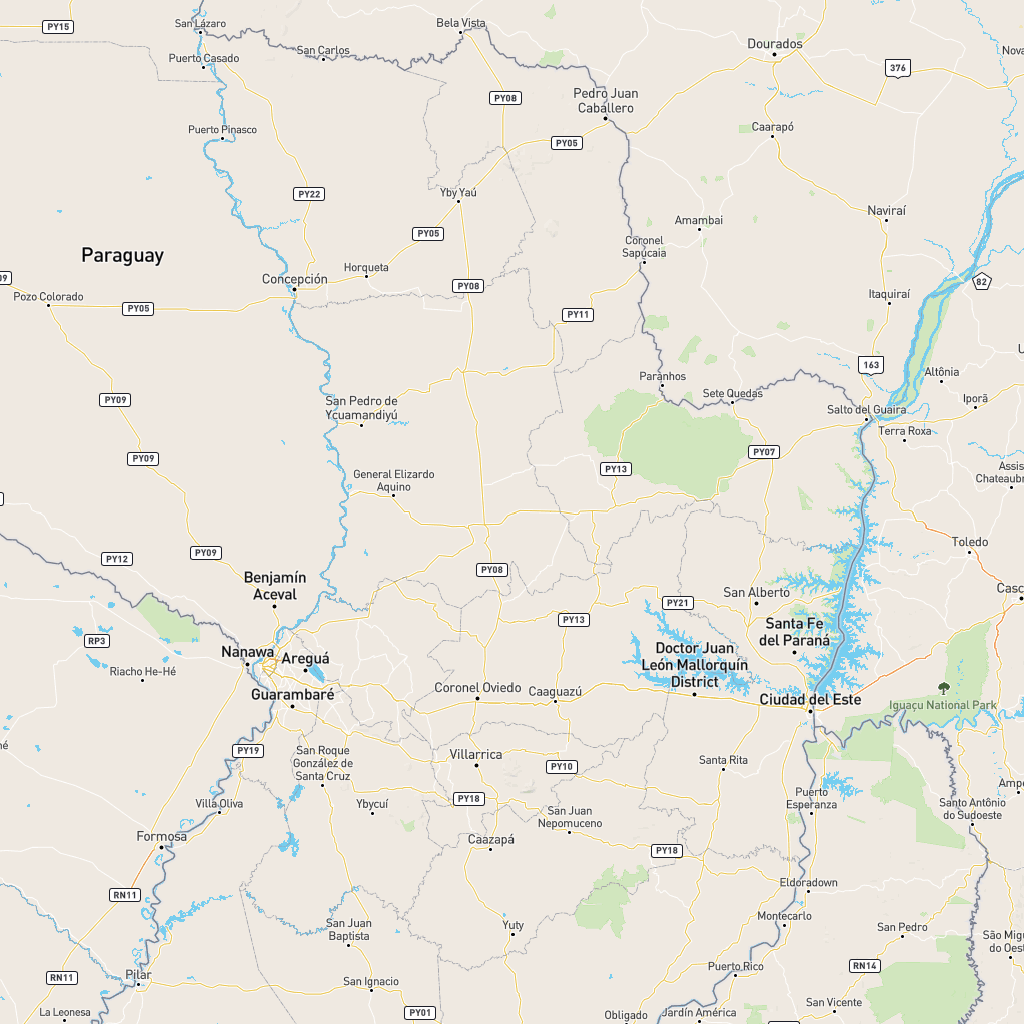 San Lázaro
PY15
Bela Vista
San Carlos
Dourados
Nova
Puerto Casado
376
PY08
Pedro Juan
Caballero
Puerto Pinasco
Caarapó
PY05
PY22
Yby Yaú
Naviraí
Amambai
PY05
Coronel
Sapucaia
Paraguay
Horqueta
Concepción
09
82
PY08
Itaquiraí
Pozo Colorado
PY05
PY11
163
Altônia
Paranhos
Sete Quedas
PY09
San Pedro de
Ycuamandiyú
Iporã
Salto del Guaira
Terra Roxa
PY09
PY07
PY13
Assis
Chateaubr
General Elizardo
Aquino
Toledo
PY09
PY12
PY08
Benjamín
Aceval
San Alberto
Casc
PY21
PY13
Santa Fe
del Paraná
RP3
Nanawa
Areguá
Doctor Juan
León Mallorquín
District
Riacho He-Hé
Guarambaré
Coronel Oviedo
Caaguazú
Ciudad del Este
Iguaçu National Park
PY19
San Roque
González de
Santa Cruz
Villarrica
PY10
Santa Rita
Ampe
Puerto
Esperanza
Villa Oliva
Ybycuí
PY18
San Juan
Nepomuceno
Santo Antônio
do Sudoeste
Formosa
Caazapá
PY18
RN11
Eldoradown
Montecarlo
San Juan
Baptista
Yuty
San Pedro
São Mig
do Oest
RN11
Pilar
San Ignacio
Puerto Rico
RN14
La Leonesa
PY01
Obligado
Jardín América
San Vicente